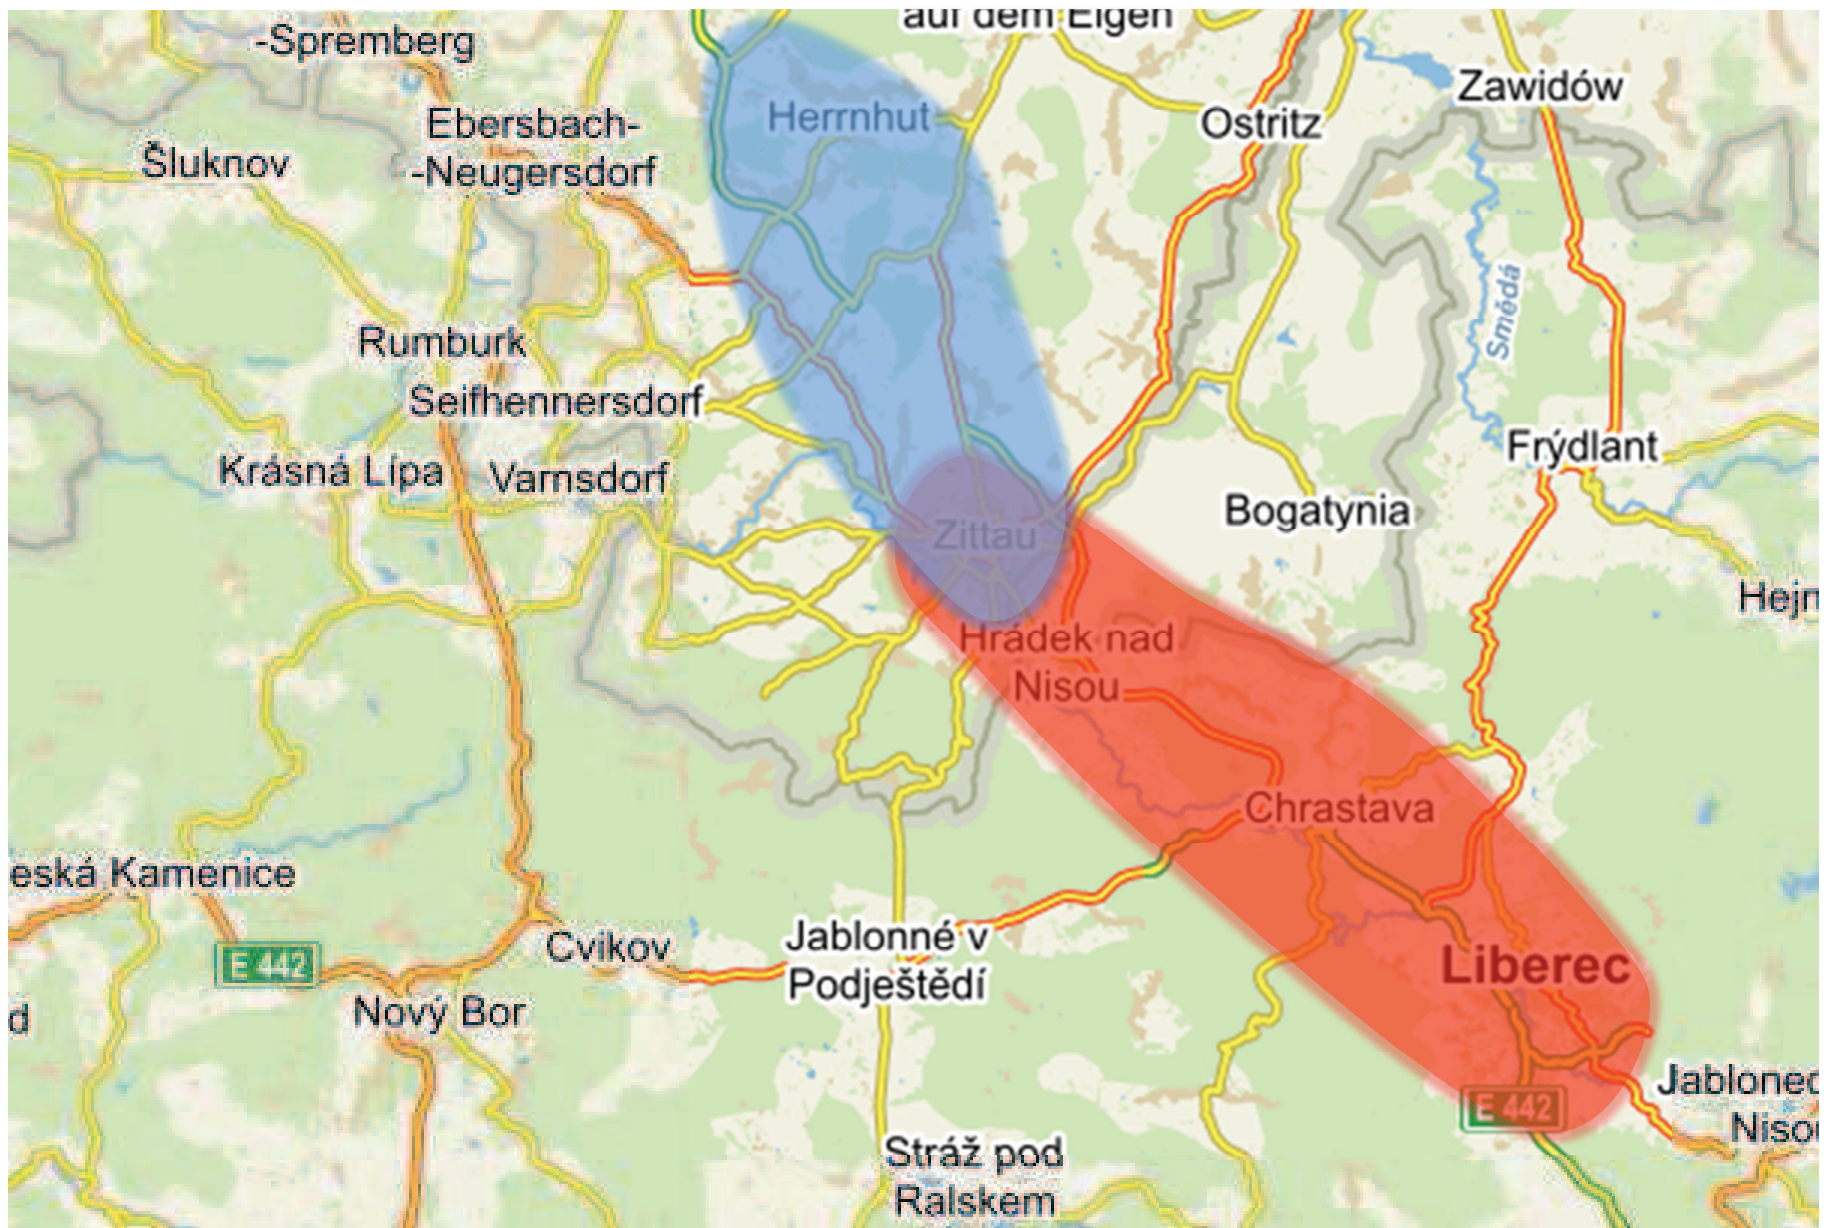 auf dem Eigen
-Spremberg
Zawidów
Herrnhut
Ebersbach-
-Neugersdorf
Ostritz
Šluknov
Smědá
Rumburk
Seifhennersdorf
Frýdlant
Krásná Lípa
Varnsdorf
Bogatynia
Zittau
Hejn
Hrádek nad
Nisou
Chrastava
eská Kamenice
E 442
Cvikov
Jablonné v
Podještědí
Liberec
d
Nový Bor
E 442
Jablonec
Nisou
Stráž pod
Ralskem